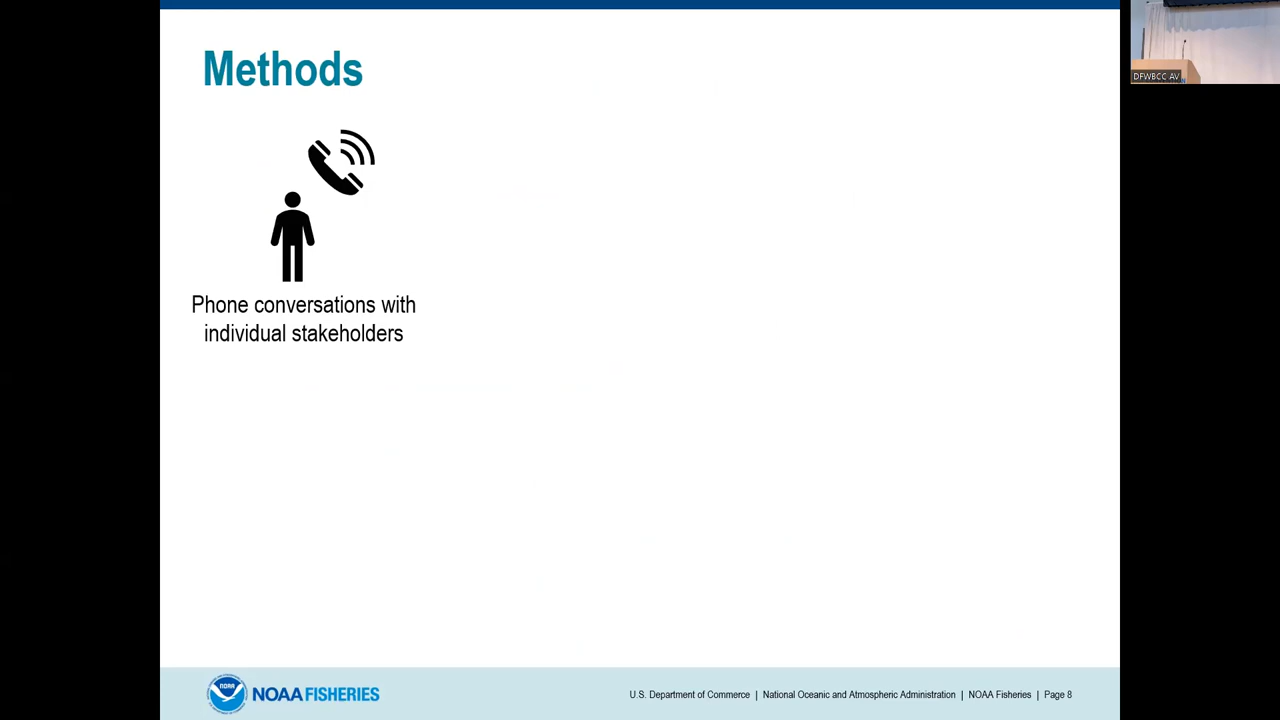 Methods
DFWBCC AV
Phone conversations with
individual stakeholders
NOAA
NOAA FISHERIES
U.S. Department of Commerce | National Oceanic and Atmospheric Administration | NOAA Fisheries | Page 8